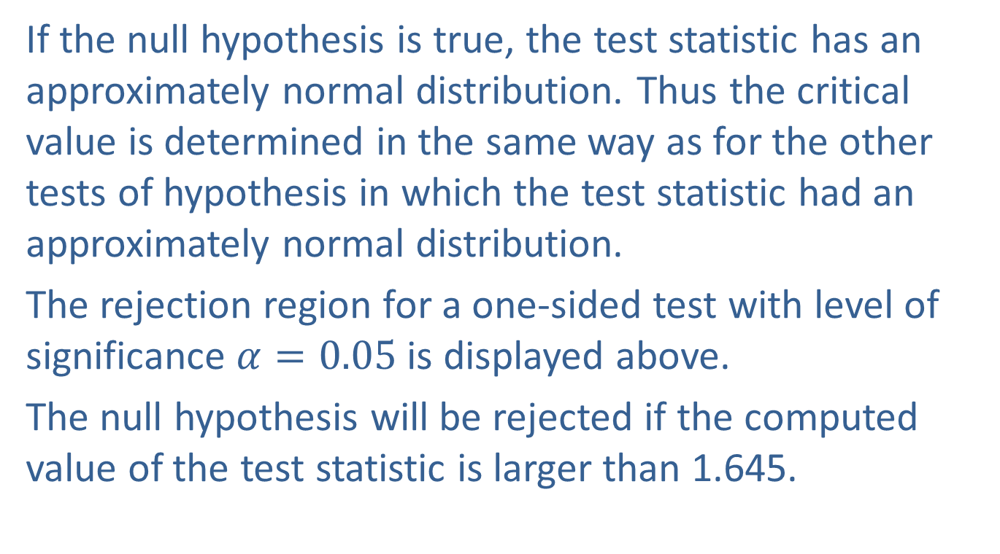 If the null hypothesis is true, the test statistic has an
approximately normal distribution. Thus the critical
value is determined in the same way as for the other
tests of hypothesis in which the test statistic had an
approximately normal distribution.
The rejection region for a one-sided test with level of
significance α = 0.05 is displayed above.
The null hypothesis will be rejected if the computed
value of the test statistic is larger than 1.645.